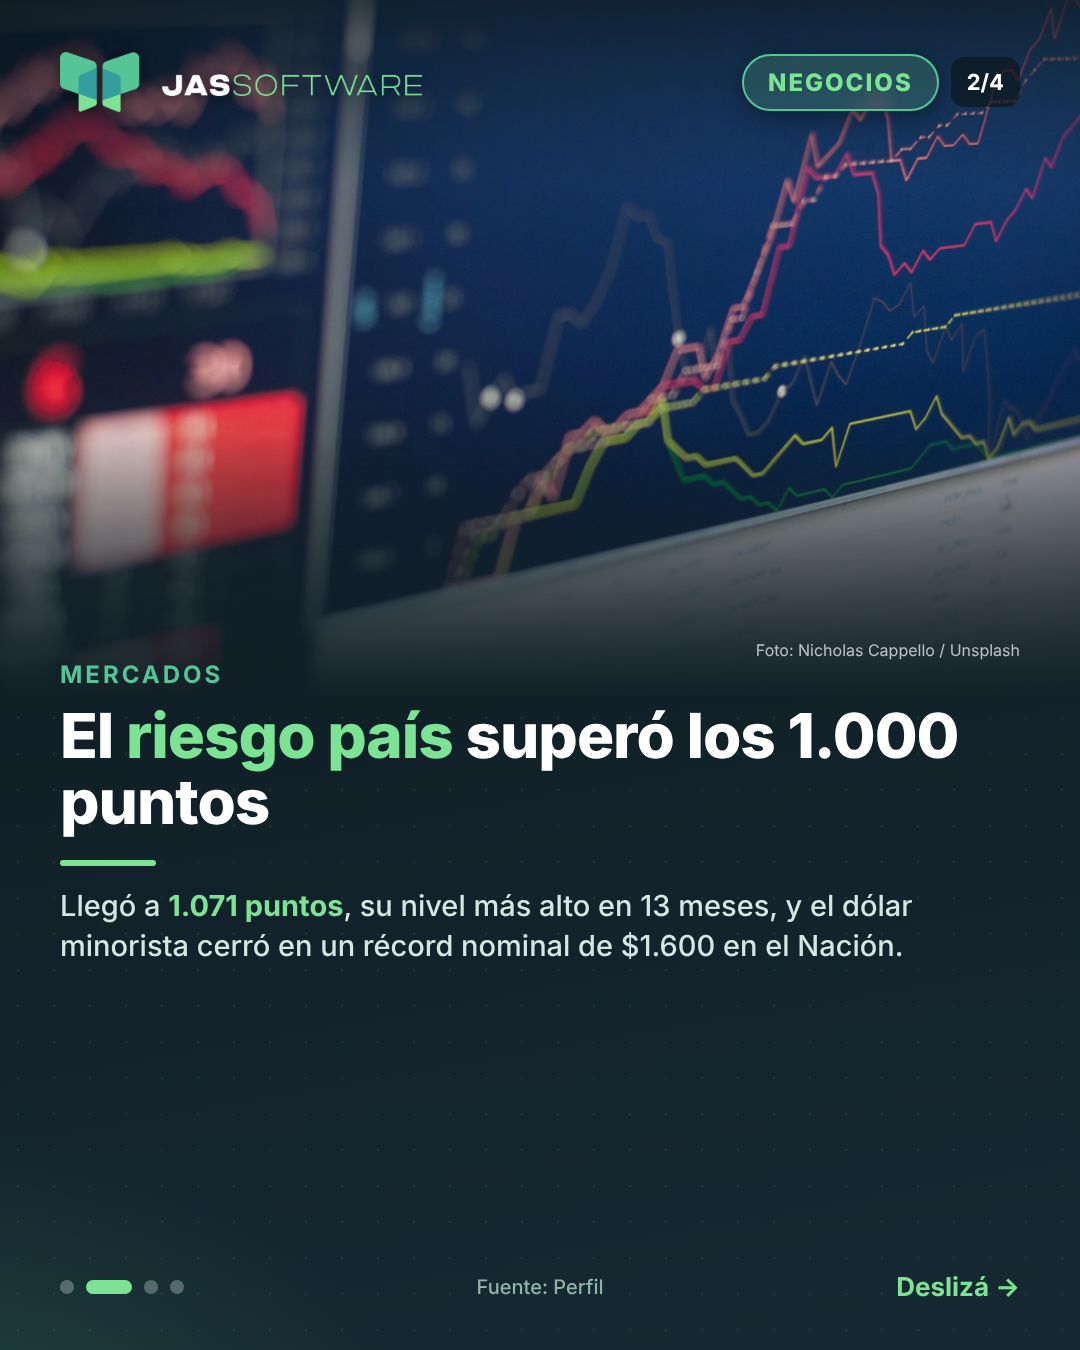 JASSOFTWARE
NEGOCIOS
2/4
Foto: Nicholas Cappello / Unsplash
MERCADOS
El riesgo país superó los 1.000
puntos
Llegó a 1.071 puntos, su nivel más alto en 13 meses, y el dólar
minorista cerró en un récord nominal de $1.600 en el Nación.
Fuente: Perfil
Deslizá →